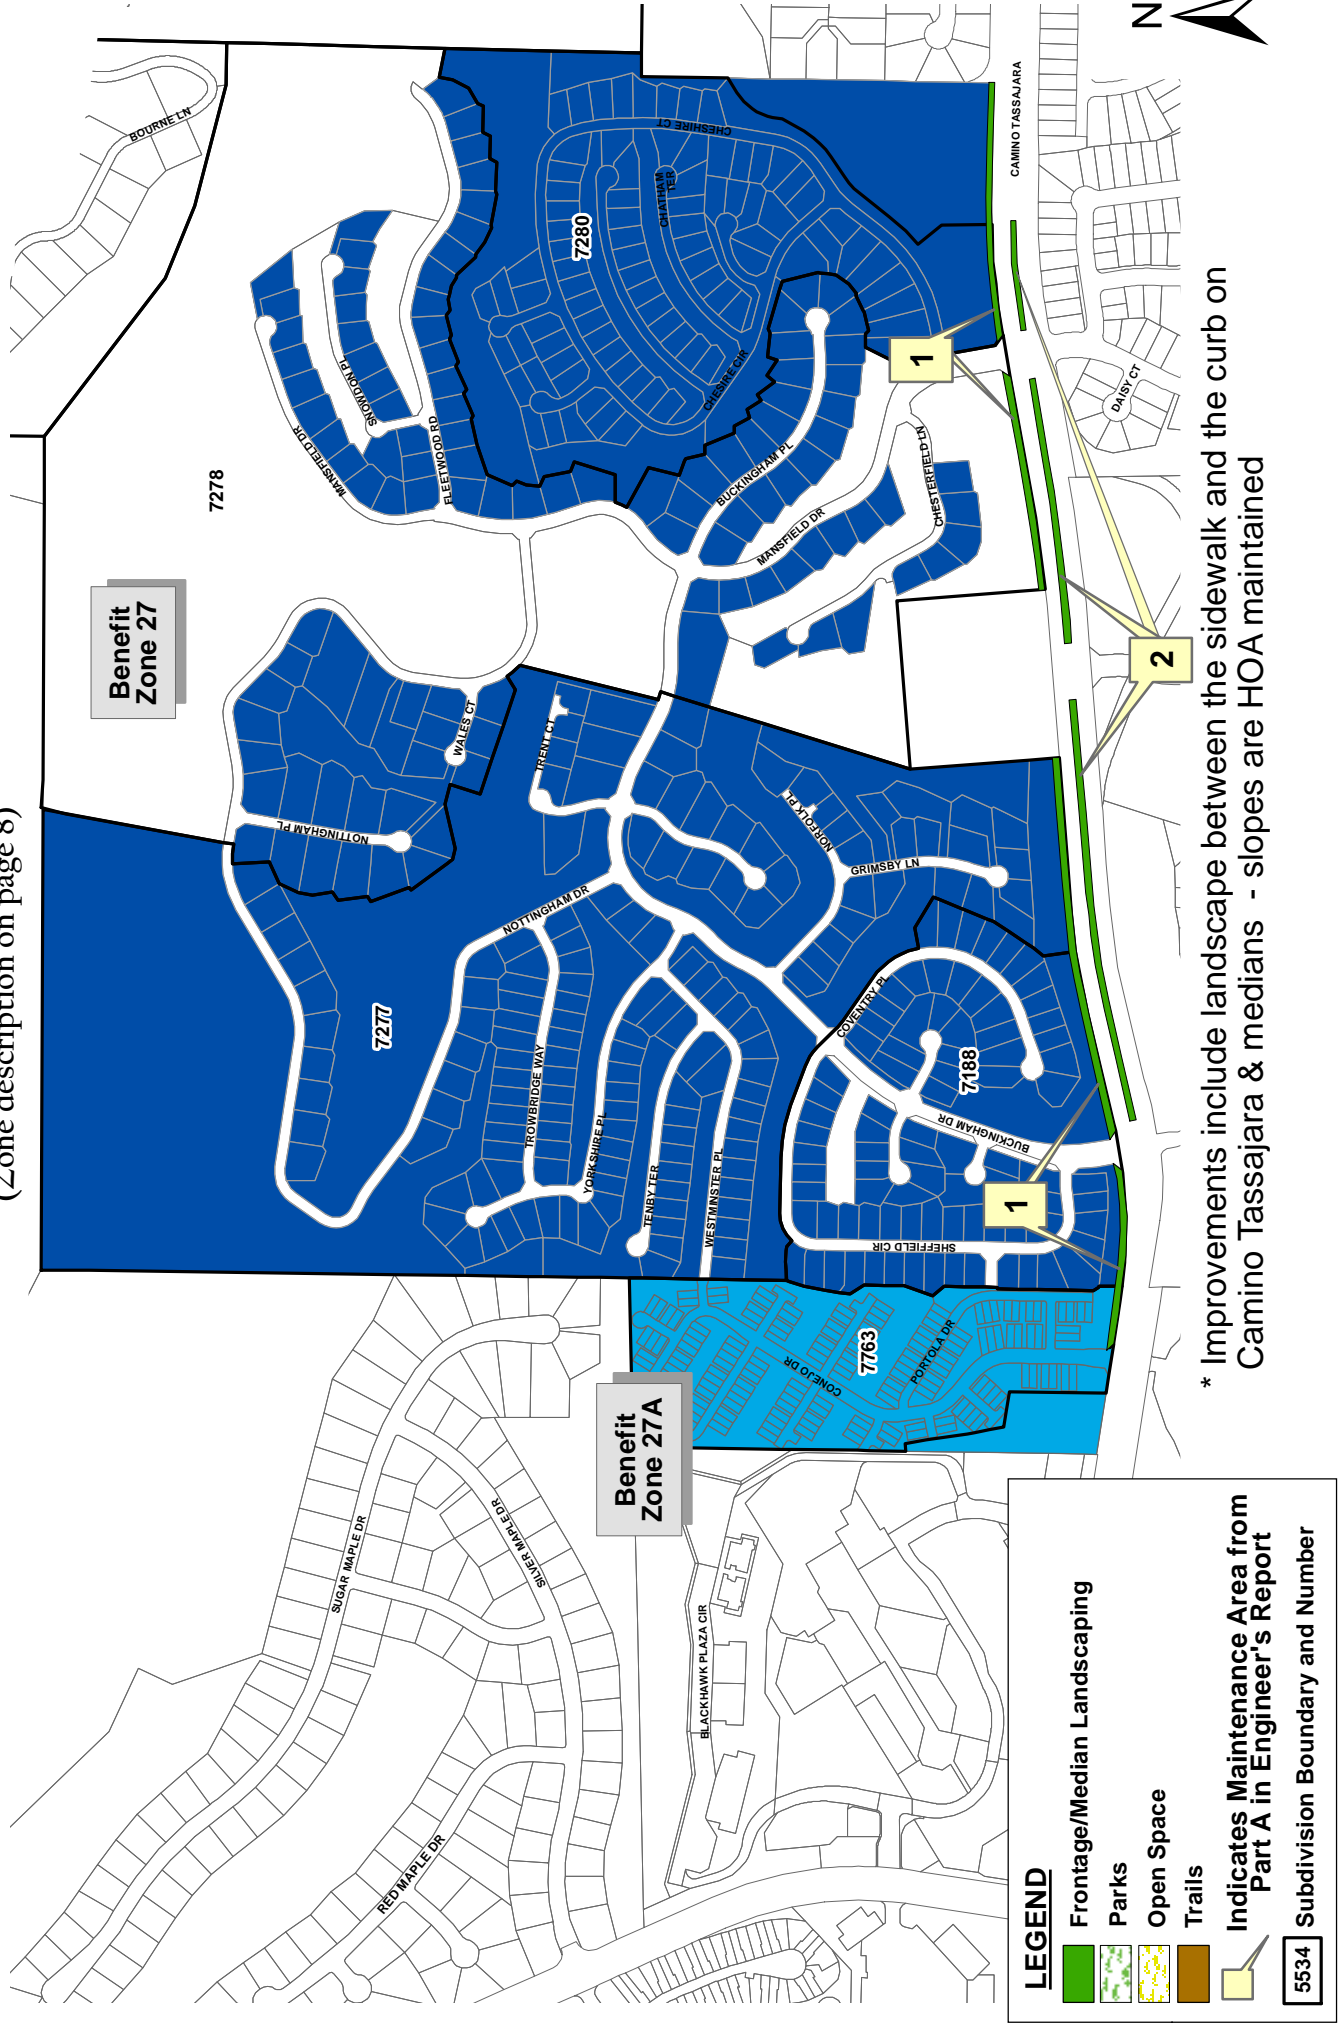 (Zone description on page 8)
Benefit
Zone 27
Benefit
Zone 27A
7278
7280
7277
7188
7763
BOURNE LN
CAMINO TASSAJARA
CHESHIRE CT
CHATHAM
TER
CHESIRE CIR
SNOWDON PL
MANSFIELD DR
FLEETWOOD RD
BUCKINGHAM PL
MANSFIELD DR
CHESTERFIELD LN
DAISY CT
WALES CT
NOTTINGHAM PL
TRENT CT
NORFOLK PL
GRIMSBY LN
NOTTINGHAM DR
TROWBRIDGE WAY
YORKSHIRE PL
TENBY TER
WESTMINSTER PL
COVENTRY PL
BUCKINGHAM DR
SHEFFIELD CIR
CONEJO DR
PORTOLA DR
SUGAR MAPLE DR
SILVER MAPLE DR
RED MAPLE DR
BLACKHAWK PLAZA CIR
1
1
2
N
* Improvements include landscape between the sidewalk and the curb on
Camino Tassajara & medians - slopes are HOA maintained
LEGEND
Frontage/Median Landscaping
Parks
Open Space
Trails
Indicates Maintenance Area from
Part A in Engineer's Report
5534 Subdivision Boundary and Number